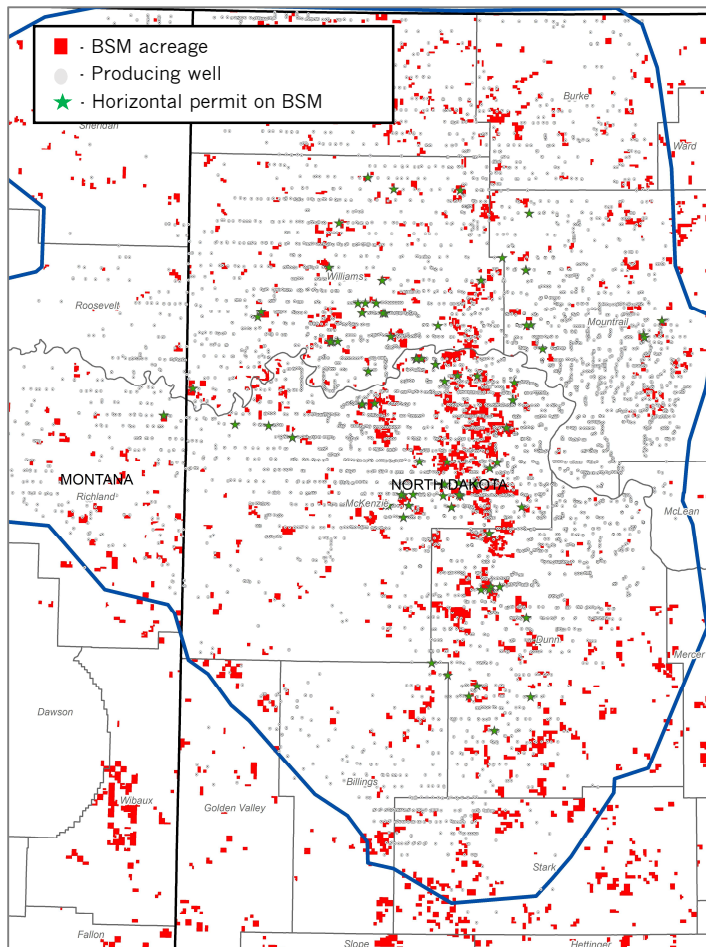 · BSM acreage
· Producing well
· Horizontal permit on BSM
Sheridan
Burke
Ward
Williams
Roosevelt
Mountrail
MONTANA
NORTH DAKOTA
Richland
McKenzie
McLean
Dunn
Mercer
Dawson
Billings
Wibaux
Golden Valley
Stark
Fallon
Slope
Hettinger